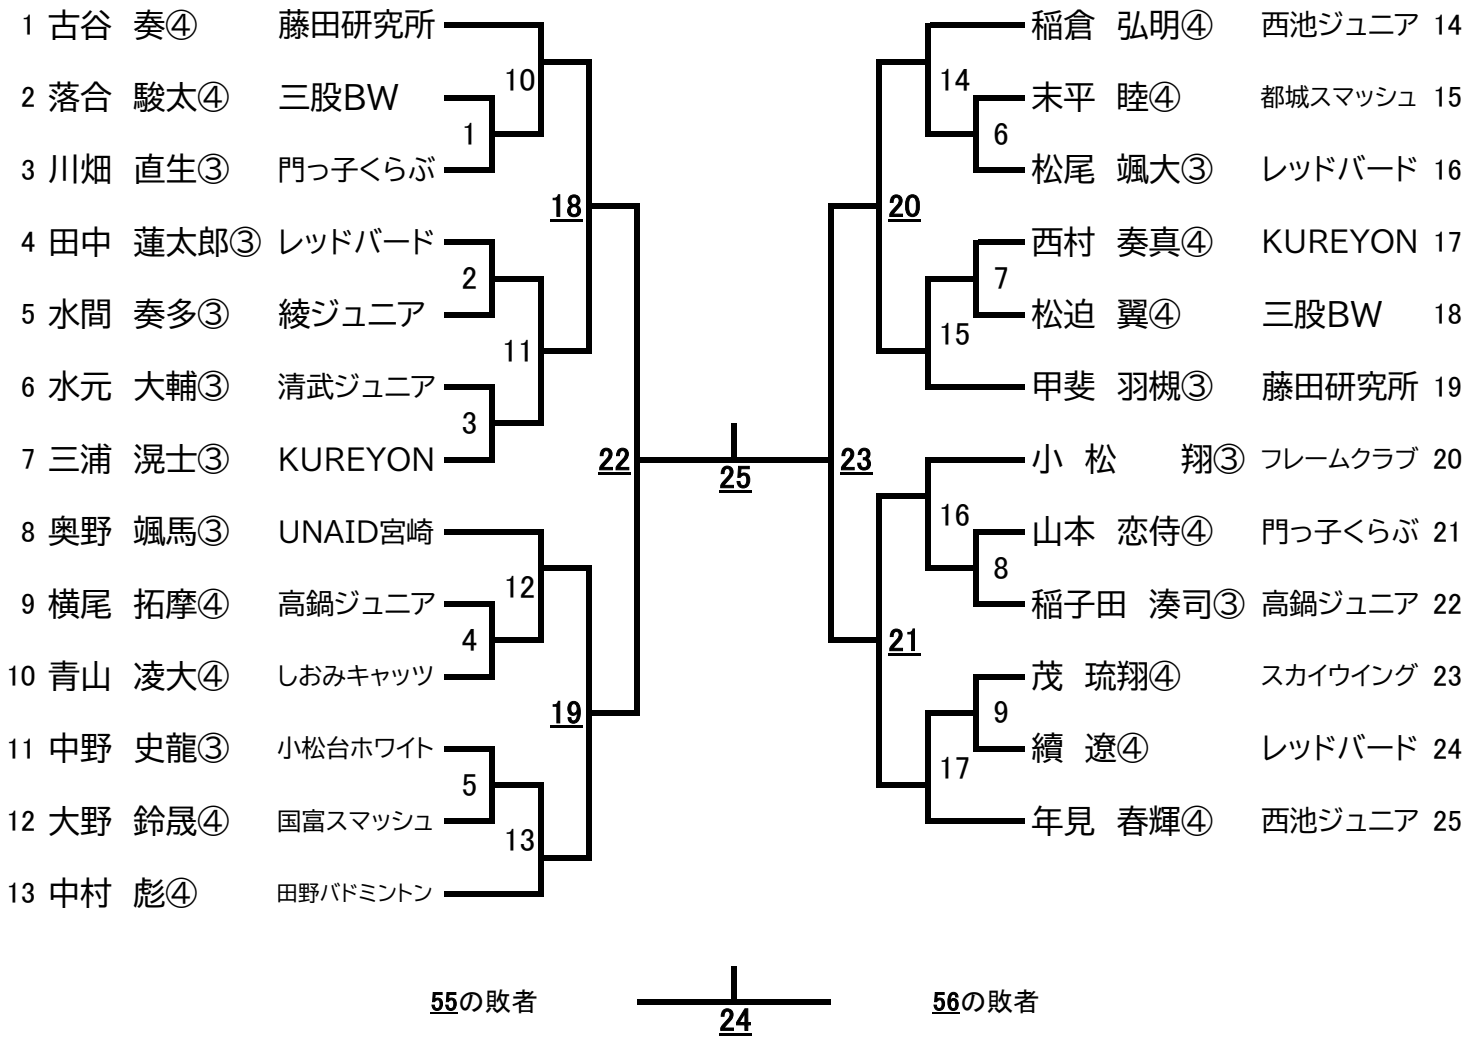 1 古谷 奏④ 藤田研究所
2 落合 駿太④ 三股BW
3 川畑 直生③ 門っ子くらぶ
4 田中 蓮太郎③ レッドバード
5 水間 奏多③ 綾ジュニア
6 水元 大輔③ 清武ジュニア
7 三浦 滉士③ KUREYON
8 奥野 颯馬③ UNAID宮崎
9 横尾 拓摩④ 高鍋ジュニア
10 青山 凌大④ しおみキャッツ
11 中野 史龍③ 小松台ホワイト
12 大野 鈴晟④ 国富スマッシュ
13 中村 彪④ 田野バドミントン
10
1
18
2
11
3
22
12
4
19
5
13
25
稲倉 弘明④ 西池ジュニア 14
末平 睦④ 都城スマッシュ 15
松尾 颯大③ レッドバード 16
西村 奏真④ KUREYON 17
松迫 翼④ 三股BW 18
甲斐 羽槻③ 藤田研究所 19
小 松 翔③ フレームクラブ 20
山本 恋侍④ 門っ子くらぶ 21
稲子田 湊司③ 高鍋ジュニア 22
茂 琉翔④ スカイウイング 23
續 遼④ レッドバード 24
年見 春輝④ 西池ジュニア 25
14
6
20
7
15
23
16
8
21
9
17
55の敗者
24
56の敗者